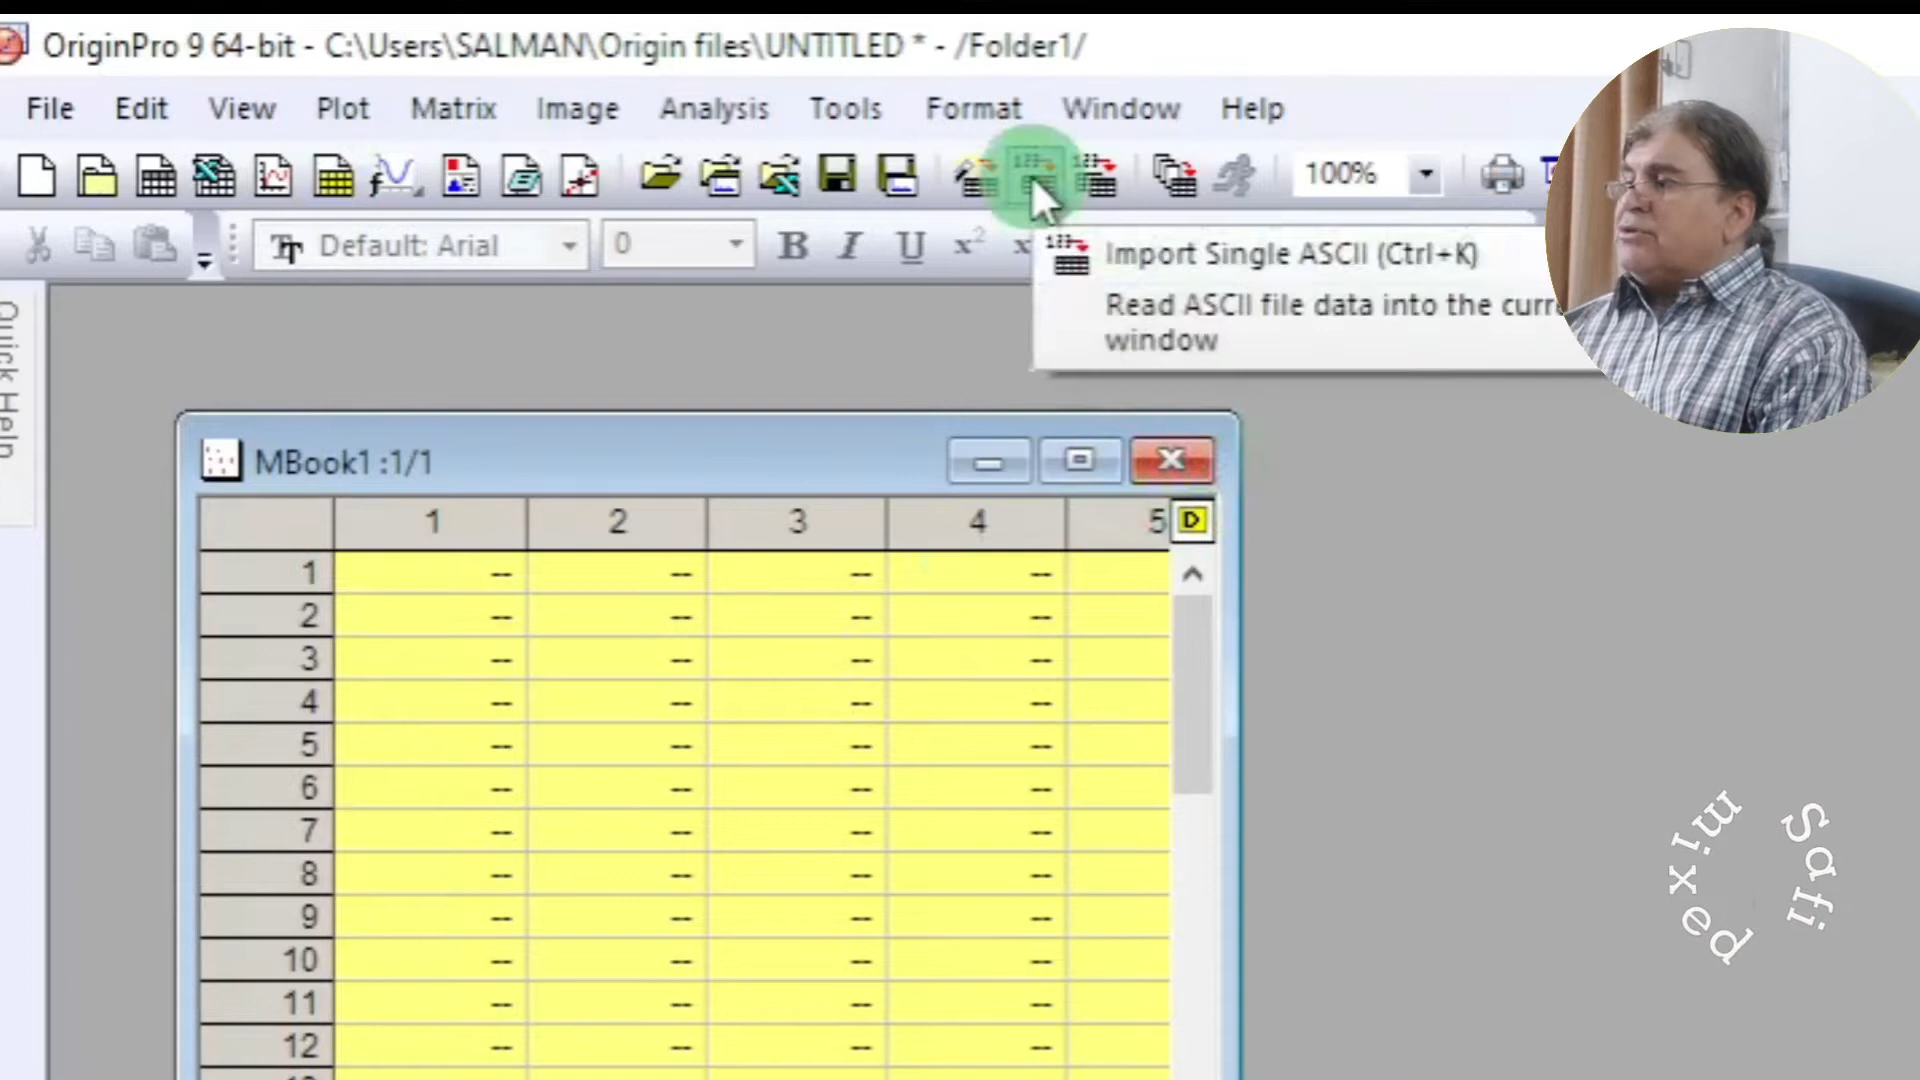 OriginPro 9 64-bit - C:\Users\SALMAN\Origin files\UNTITLED * - /Folder1/
File Edit View Plot Matrix Image Analysis Tools Format Window Help
100%
Default: Arial 0 B I U x²
Import Single ASCII (Ctrl+K)
Read ASCII file data into the
window
Quick Help
MBook1 :1/1
1 2 3 4 5 D
1 -- -- -- --
2 -- -- -- --
3 -- -- -- --
4 -- -- -- --
5 -- -- -- --
6 -- -- -- --
7 -- -- -- --
8 -- -- -- --
9 -- -- -- --
10 -- -- -- --
11 -- -- -- --
12 -- -- -- --
Safi
mixed